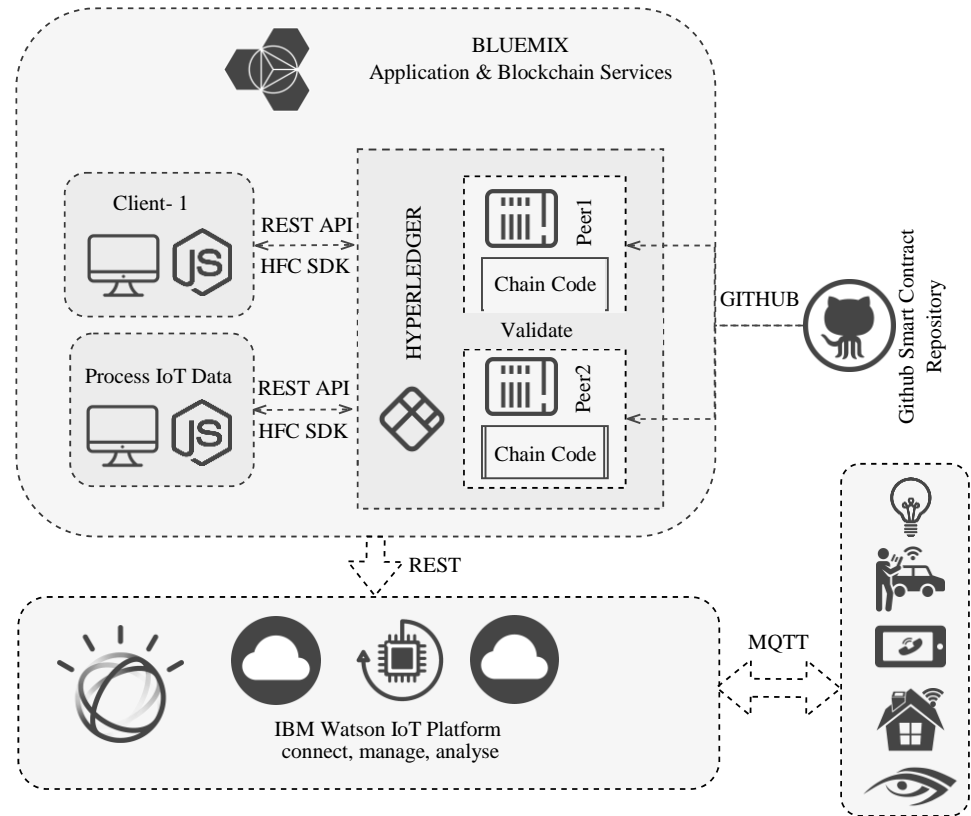 BLUEMIX
Application & Blockchain Services
Client- 1
JS
REST API
HFC SDK
Process IoT Data
JS
REST API
HFC SDK
HYPERLEDGER
Peer1
Chain Code
Validate
Peer2
Chain Code
GITHUB
Github Smart Contract
Repository
REST
IBM Watson IoT Platform
connect, manage, analyse
MQTT